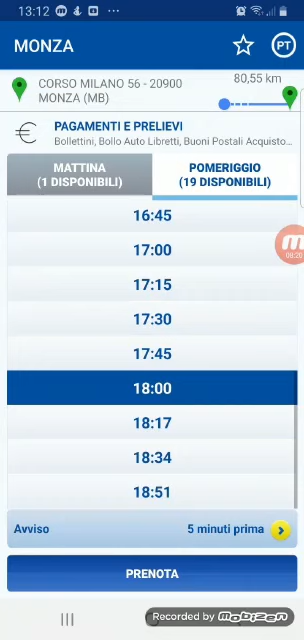 13:12
MONZA
PT
CORSO MILANO 56 - 20900
MONZA (MB)
80,55 km
PAGAMENTI E PRELIEVI
Bollettini, Bollo Auto Libretti, Buoni Postali Acquisto...
MATTINA
(1 DISPONIBILI)
POMERIGGIO
(19 DISPONIBILI)
16:45
17:00
17:15
08:20
17:30
17:45
18:00
18:17
18:34
18:51
Avviso
5 minuti prima
PRENOTA
Recorded by MOBIZEN